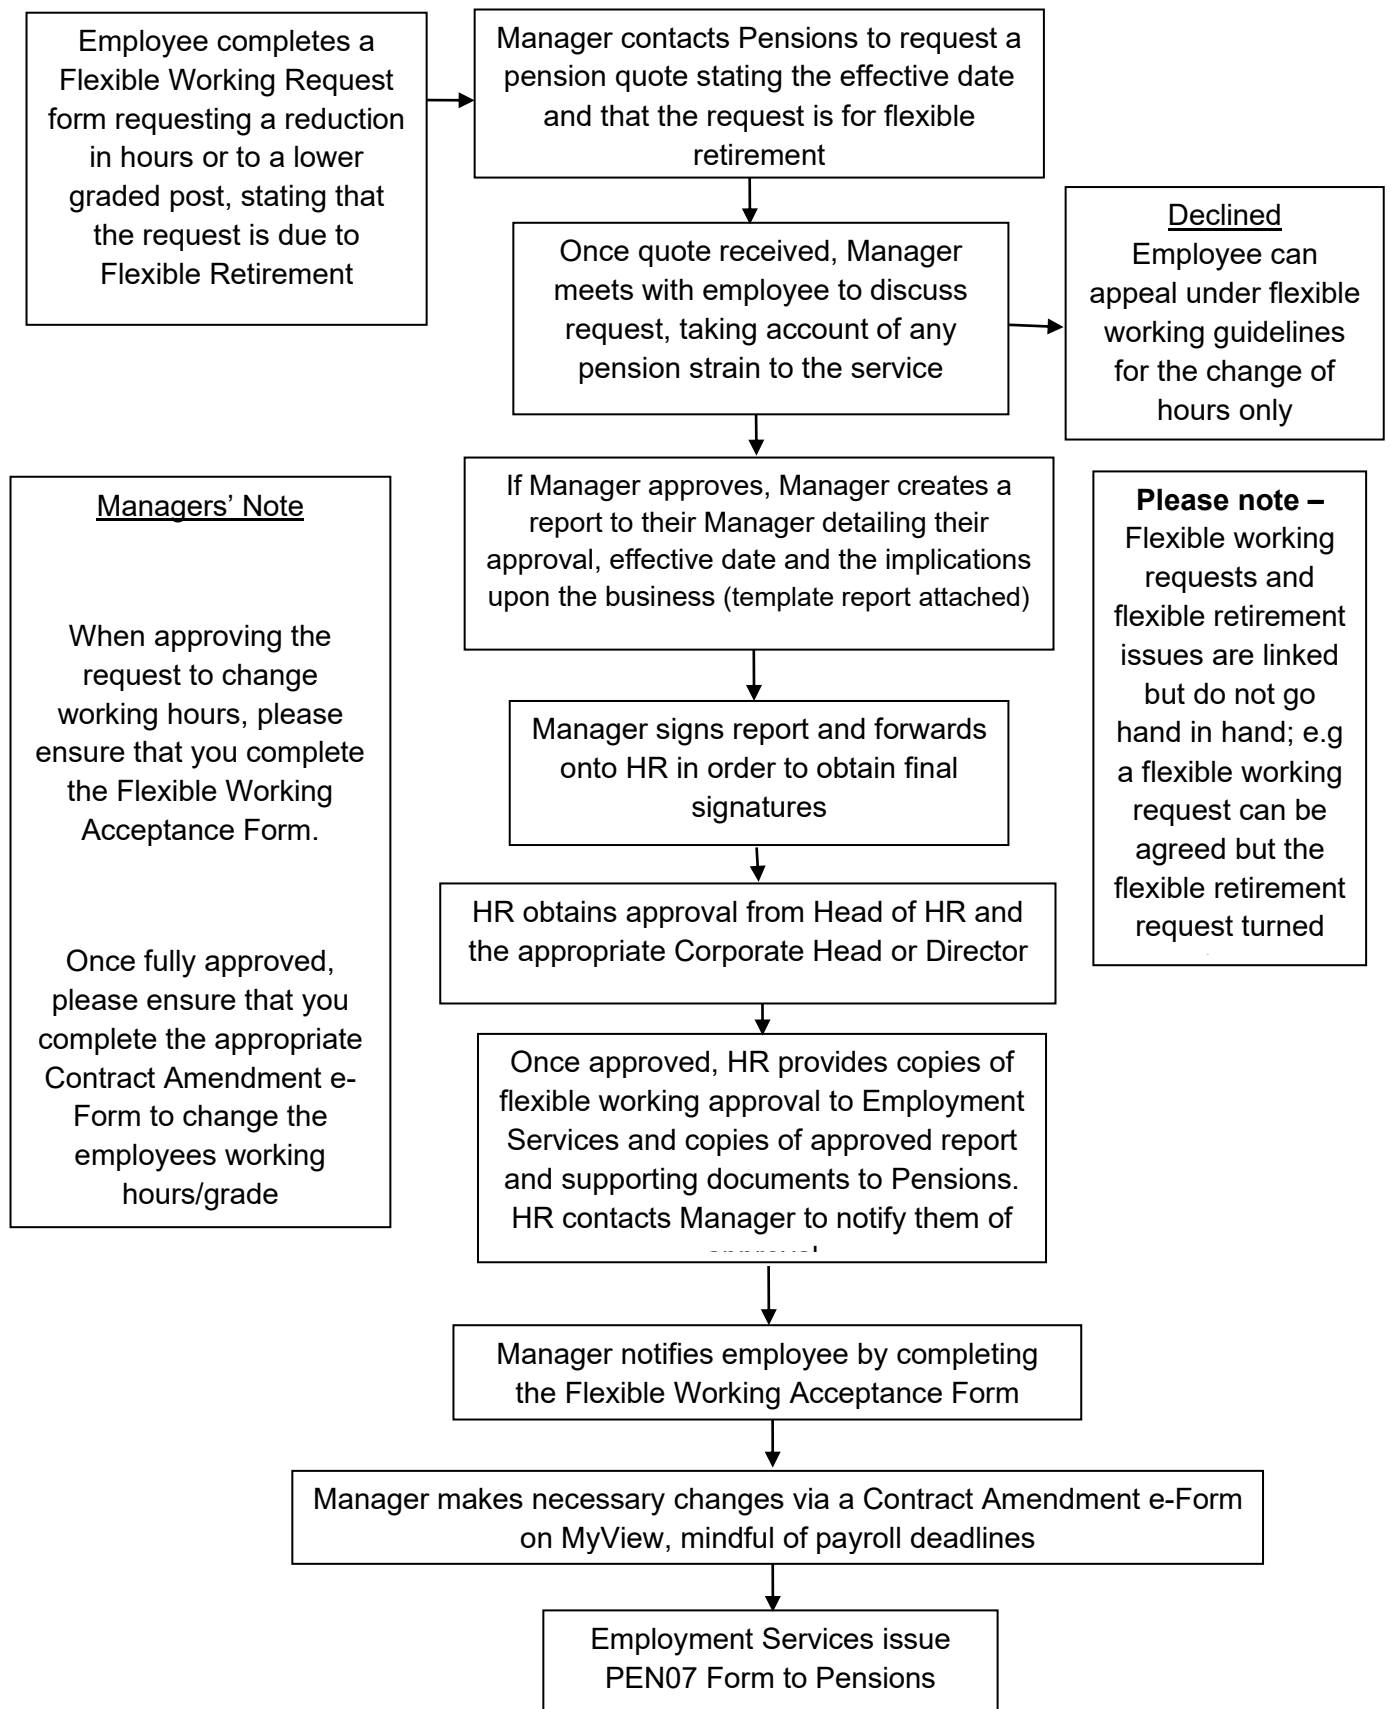 Employee completes a
Flexible Working Request
form requesting a reduction
in hours or to a lower
graded post, stating that
the request is due to
Flexible Retirement
Manager contacts Pensions to request a
pension quote stating the effective date
and that the request is for flexible
retirement
Once quote received, Manager
meets with employee to discuss
request, taking account of any
pension strain to the service
Declined
Employee can
appeal under flexible
working guidelines
for the change of
hours only
If Manager approves, Manager creates a
report to their Manager detailing their
approval, effective date and the implications
upon the business (template report attached)
Managers’ Note
When approving the
request to change
working hours, please
ensure that you complete
the Flexible Working
Acceptance Form.
Once fully approved,
please ensure that you
complete the appropriate
Contract Amendment e-
Form to change the
employees working
hours/grade
Please note –
Flexible working
requests and
flexible retirement
issues are linked
but do not go
hand in hand; e.g
a flexible working
request can be
agreed but the
flexible retirement
request turned
Manager signs report and forwards
onto HR in order to obtain final
signatures
HR obtains approval from Head of HR and
the appropriate Corporate Head or Director
Once approved, HR provides copies of
flexible working approval to Employment
Services and copies of approved report
and supporting documents to Pensions.
HR contacts Manager to notify them of
Manager notifies employee by completing
the Flexible Working Acceptance Form
Manager makes necessary changes via a Contract Amendment e-Form
on MyView, mindful of payroll deadlines
Employment Services issue
PEN07 Form to Pensions